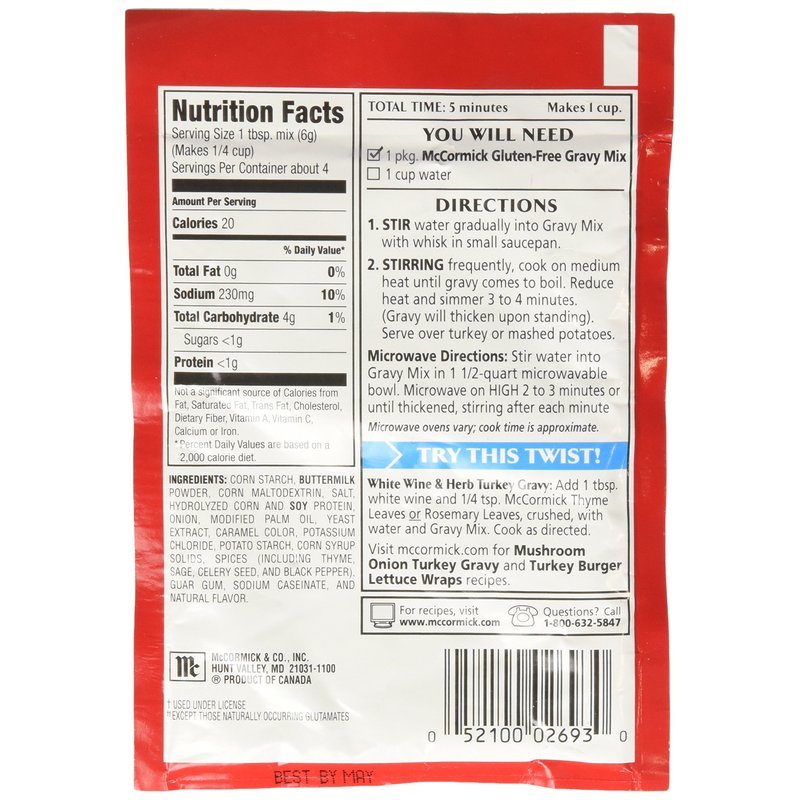 Nutrition Facts
Serving Size 1 tbsp. mix (6g)
(Makes 1/4 cup)
Servings Per Container about 4
Amount Per Serving
Calories 20
% Daily Value*
Total Fat 0g 0%
Sodium 230mg 10%
Total Carbohydrate 4g 1%
Sugars <1g
Protein <1g
Not a significant source of Calories from
Fat, Saturated Fat, Trans Fat, Cholesterol,
Dietary Fiber, Vitamin A, Vitamin C,
Calcium or Iron.
*Percent Daily Values are based on a
2,000 calorie diet.
INGREDIENTS: CORN STARCH, BUTTERMILK
POWDER, CORN MALTODEXTRIN, SALT,
HYDROLYZED CORN AND SOY PROTEIN,
ONION, MODIFIED PALM OIL, YEAST
EXTRACT, CARAMEL COLOR, POTASSIUM
CHLORIDE, POTATO STARCH, CORN SYRUP
SOLIDS, SPICES (INCLUDING THYME,
SAGE, CELERY SEED, AND BLACK PEPPER),
GUAR GUM, SODIUM CASEINATE, AND
NATURAL FLAVOR.
Mc
McCORMICK & CO., INC.
HUNT VALLEY, MD 21031-1100
® PRODUCT OF CANADA
† USED UNDER LICENSE
††EXCEPT THOSE NATURALLY OCCURRING GLUTAMATES
TOTAL TIME: 5 minutes Makes 1 cup.
YOU WILL NEED
1 pkg. McCormick Gluten-Free Gravy Mix
1 cup water
DIRECTIONS
1. STIR water gradually into Gravy Mix
with whisk in small saucepan.
2. STIRRING frequently, cook on medium
heat until gravy comes to boil. Reduce
heat and simmer 3 to 4 minutes.
(Gravy will thicken upon standing).
Serve over turkey or mashed potatoes.
Microwave Directions: Stir water into
Gravy Mix in 1 1/2-quart microwavable
bowl. Microwave on HIGH 2 to 3 minutes or
until thickened, stirring after each minute
Microwave ovens vary; cook time is approximate.
TRY THIS TWIST!
White Wine & Herb Turkey Gravy: Add 1 tbsp.
white wine and 1/4 tsp. McCormick Thyme
Leaves or Rosemary Leaves, crushed, with
water and Gravy Mix. Cook as directed.
Visit mccormick.com for Mushroom
Onion Turkey Gravy and Turkey Burger
Lettuce Wraps recipes.
For recipes, visit
www.mccormick.com
Questions? Call
1-800-632-5847
0 52100 02693 0
BEST BY MAY